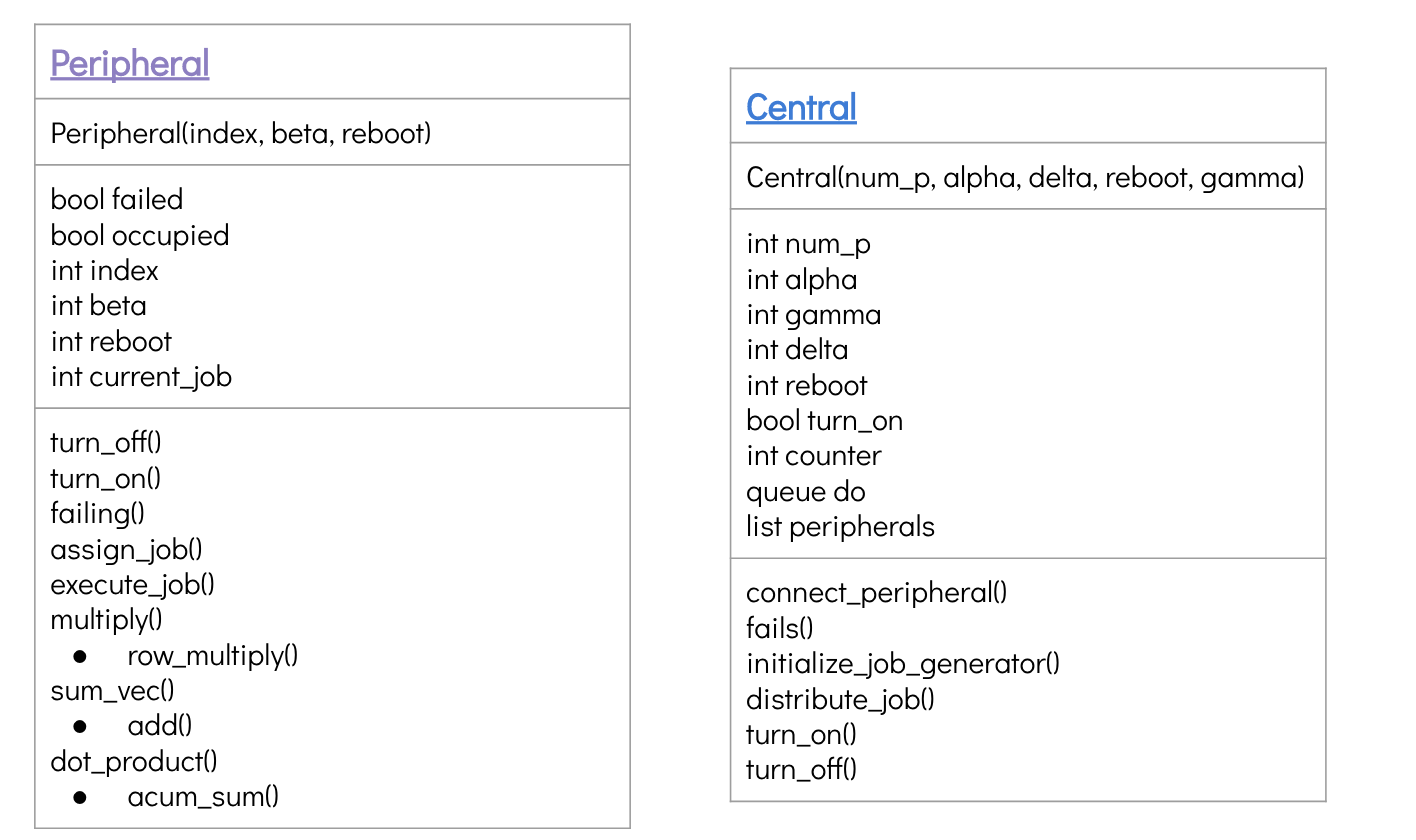 Peripheral
Peripheral(index, beta, reboot)
bool failed
bool occupied
int index
int beta
int reboot
int current_job
turn_off()
turn_on()
failing()
assign_job()
execute_job()
multiply()
● row_multiply()
sum_vec()
● add()
dot_product()
● acum_sum()
Central
Central(num_p, alpha, delta, reboot, gamma)
int num_p
int alpha
int gamma
int delta
int reboot
bool turn_on
int counter
queue do
list peripherals
connect_peripheral()
fails()
initialize_job_generator()
distribute_job()
turn_on()
turn_off()